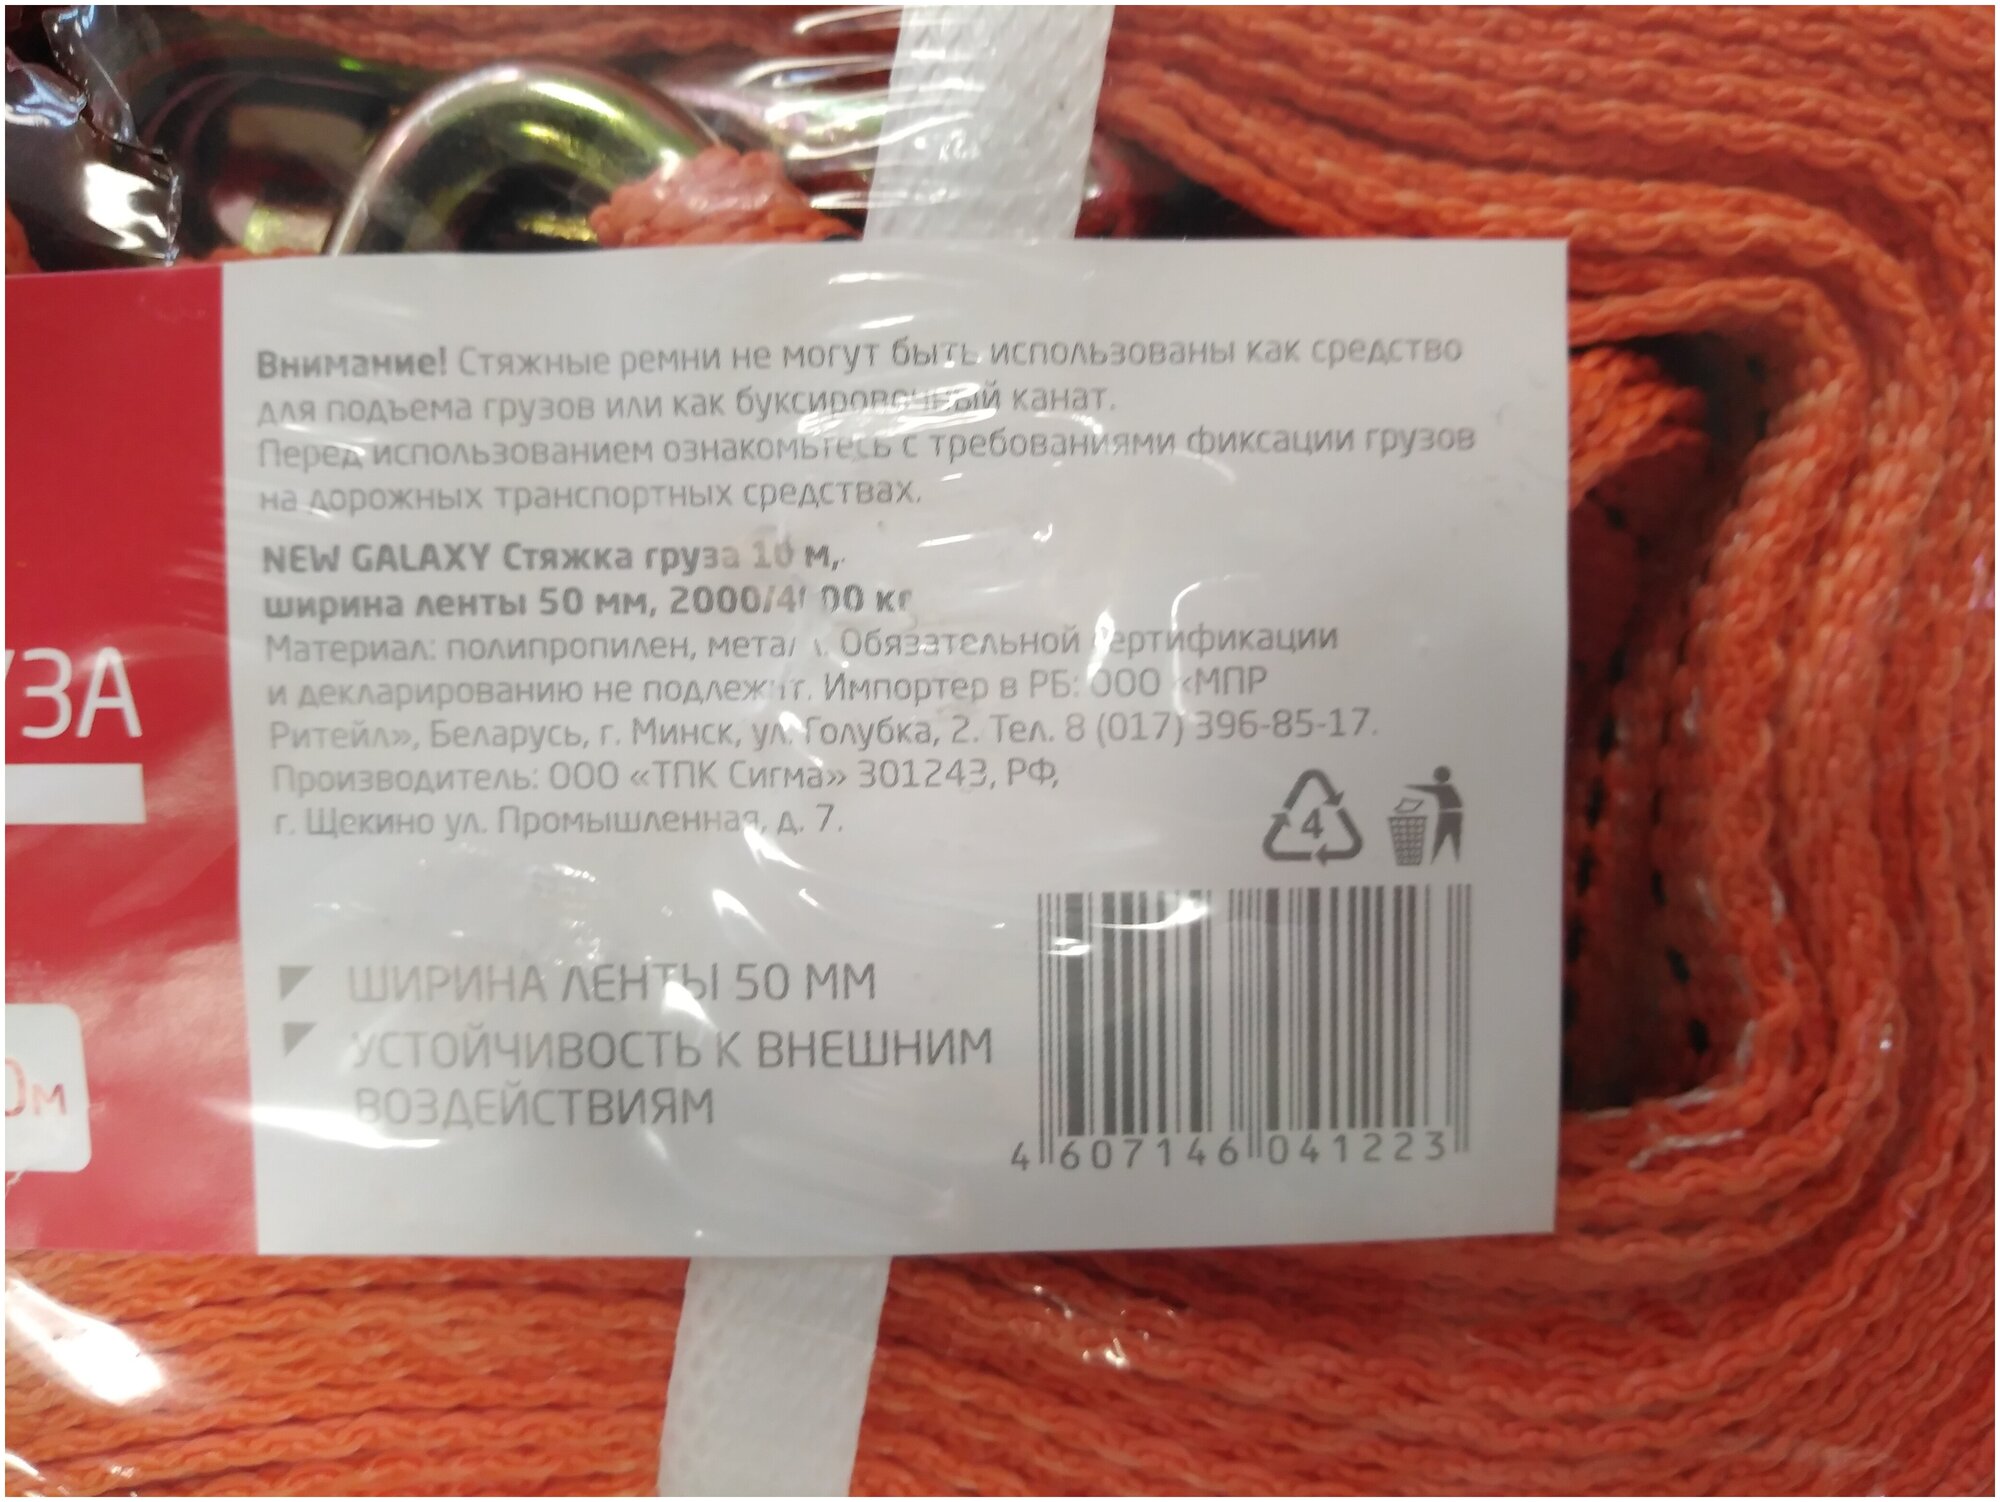 Внимание! Стяжные ремни не могут быть использованы как средство
для подъема грузов или как буксировочный канат.
Перед использованием ознакомьтесь с требованиями фиксации грузов
на дорожных транспортных средствах.
NEW GALAXY Стяжка груза 10 м,
ширина ленты 50 мм, 2000/4000 кг
Материал: полипропилен, металл. Обязательной сертификации
и декларированию не подлежит. Импортер в РБ: ООО «МПР
Ритейл», Беларусь, г. Минск, ул. Голубка, 2. Тел. 8 (017) 396-85-17.
Производитель: ООО «ТПК Сигма» 301243, РФ,
г. Щекино ул. Промышленная, д. 7.
4
ШИРИНА ЛЕНТЫ 50 ММ
УСТОЙЧИВОСТЬ К ВНЕШНИМ
ВОЗДЕЙСТВИЯМ
4 607146 041223
УЗА
0м